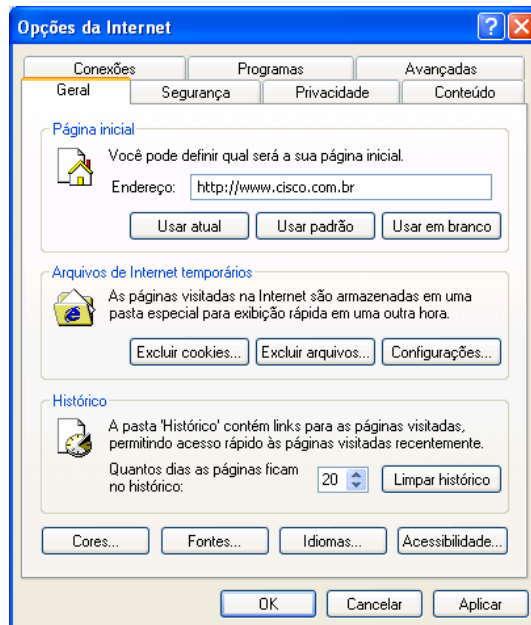 Opções da Internet
Conexões Programas Avançadas
Geral Segurança Privacidade Conteúdo
Página inicial
Você pode definir qual será a sua página inicial.
Endereço: http://www.cisco.com.br
Usar atual Usar padrão Usar em branco
Arquivos de Internet temporários
As páginas visitadas na Internet são armazenadas em uma
pasta especial para exibição rápida em uma outra hora.
Excluir cookies... Excluir arquivos... Configurações...
Histórico
A pasta 'Histórico' contém links para as páginas visitadas,
permitindo acesso rápido às páginas visitadas recentemente.
Quantos dias as páginas ficam
no histórico: 20 Limpar histórico
Cores... Fontes... Idiomas... Acessibilidade...
OK Cancelar Aplicar